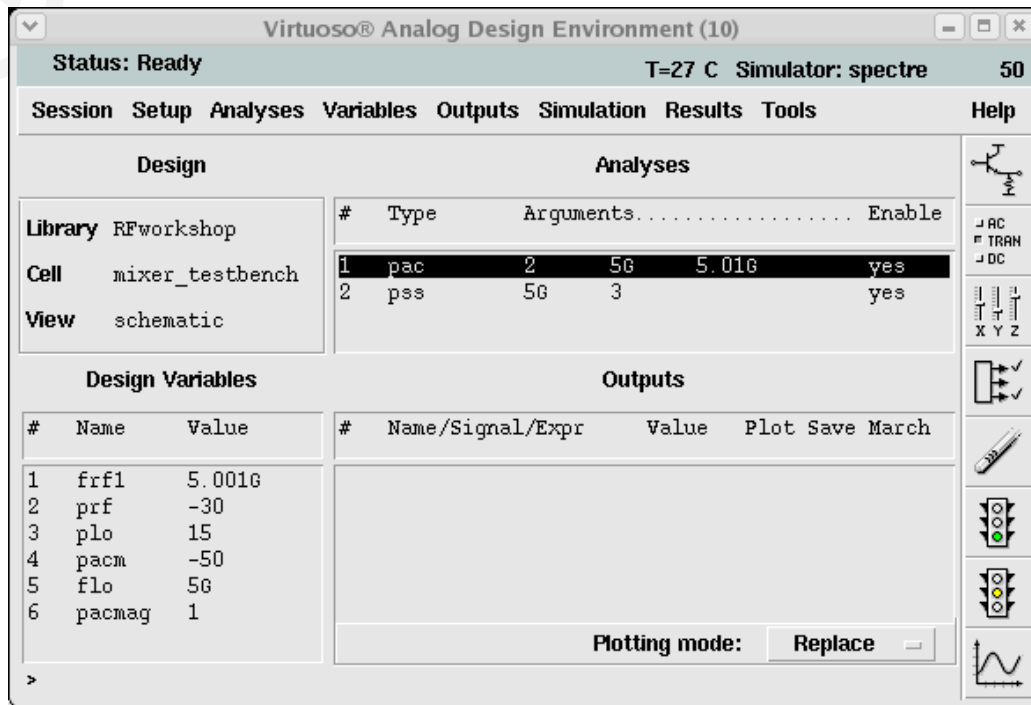 Virtuoso® Analog Design Environment (10)
Status: Ready T=27 C Simulator: spectre 50
Session Setup Analyses Variables Outputs Simulation Results Tools Help
Design
Library RFworkshop
Cell mixer_testbench
View schematic
Analyses
# Type Arguments................... Enable
1 pac 2 5G 5.01G yes
2 pss 5G 3 yes
Design Variables
# Name Value
1 frf1 5.001G
2 prf -30
3 plo 15
4 pacm -50
5 flo 5G
6 pacmag 1
Outputs
# Name/Signal/Expr Value Plot Save March
Plotting mode: Replace
>
AC
TRAN
DC
X Y Z